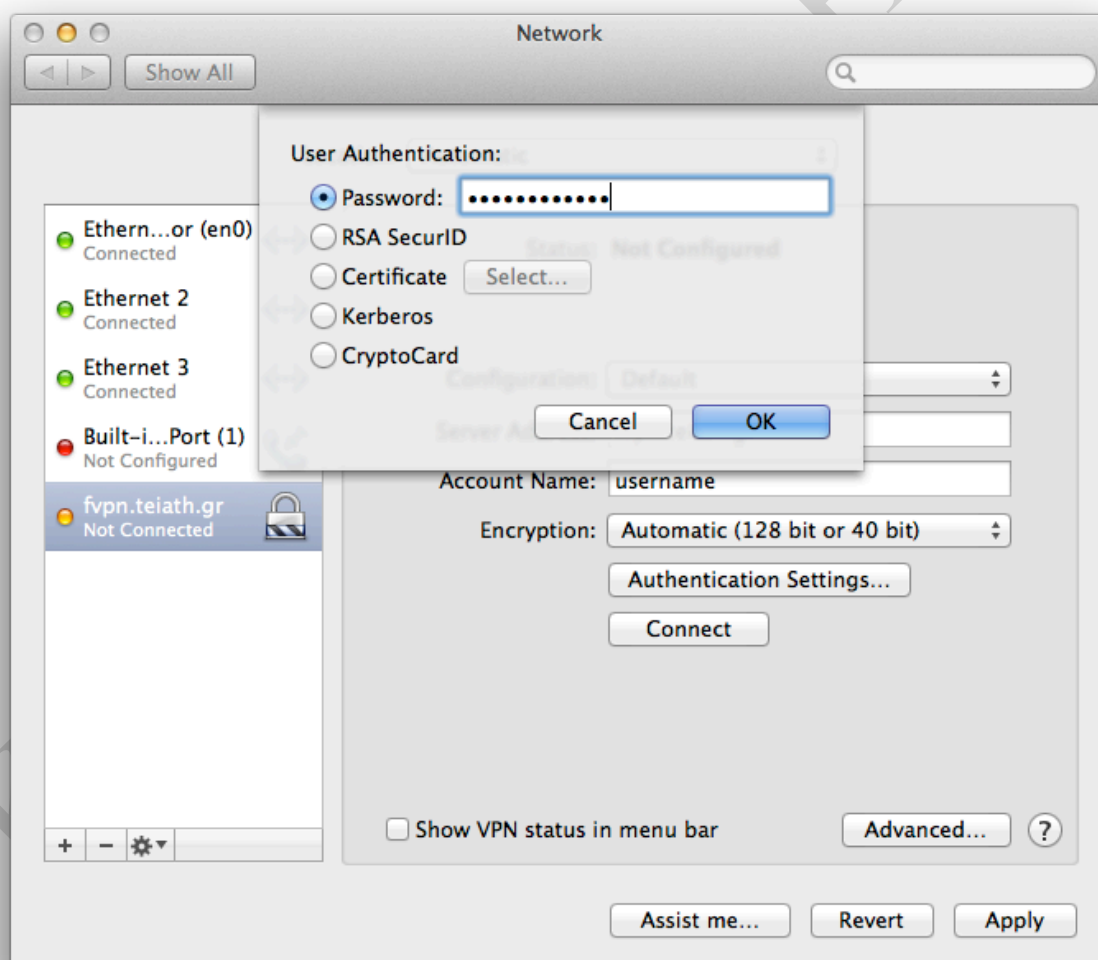 Network
Show All
User Authentication:
Password: ••••••••••••
RSA SecurID
Certificate Select...
Kerberos
CryptoCard
Cancel OK
Ethern...or (en0)
Connected
Ethernet 2
Connected
Ethernet 3
Connected
Built-i...Port (1)
Not Configured
fvpn.teiath.gr
Not Connected
Status: Not Configured
Configuration: Default
Account Name: username
Encryption: Automatic (128 bit or 40 bit)
Authentication Settings...
Connect
Show VPN status in menu bar
Advanced... ?
Assist me... Revert Apply